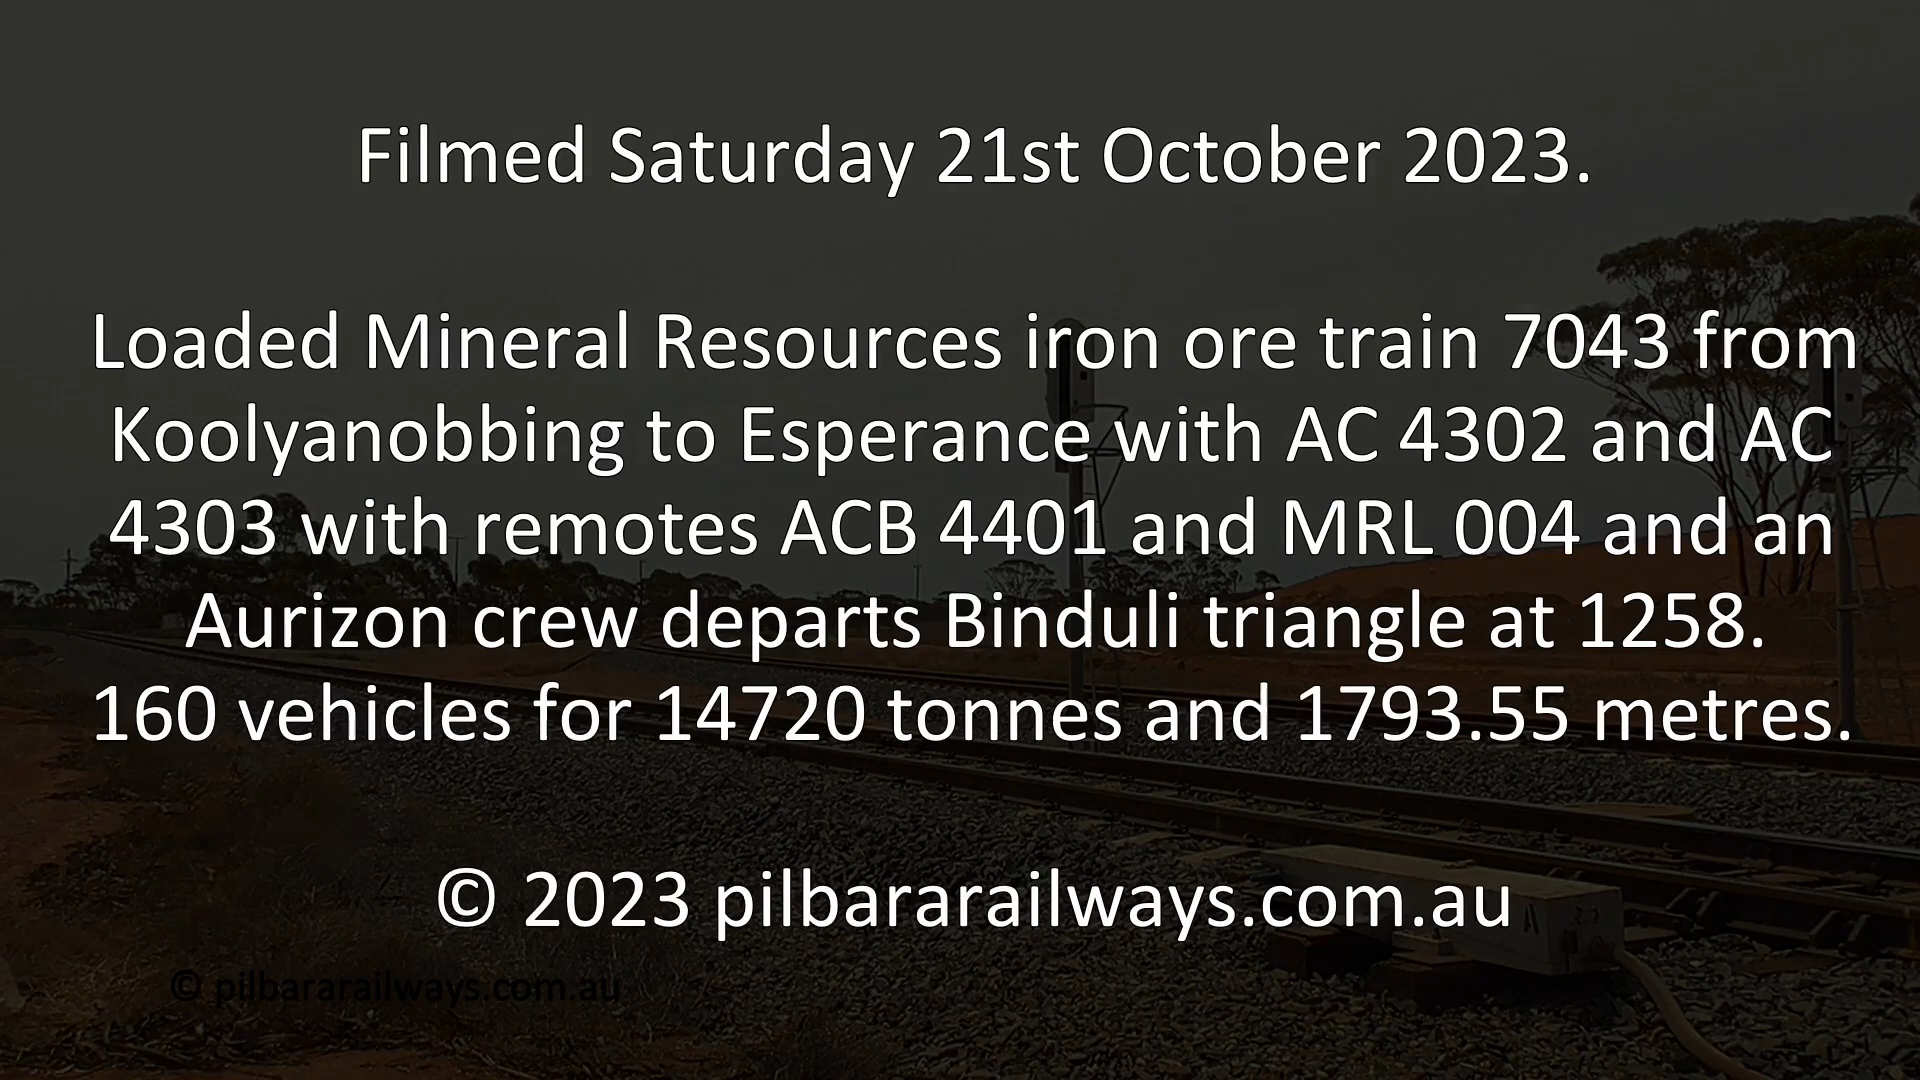 Filmed Saturday 21st October 2023.
Loaded Mineral Resources iron ore train 7043 from
Koolyanobbing to Esperance with AC 4302 and AC
4303 with remotes ACB 4401 and MRL 004 and an
Aurizon crew departs Binduli triangle at 1258.
160 vehicles for 14720 tonnes and 1793.55 metres.
© 2023 pilbararailways.com.au
© pilbararailways.com.au
A